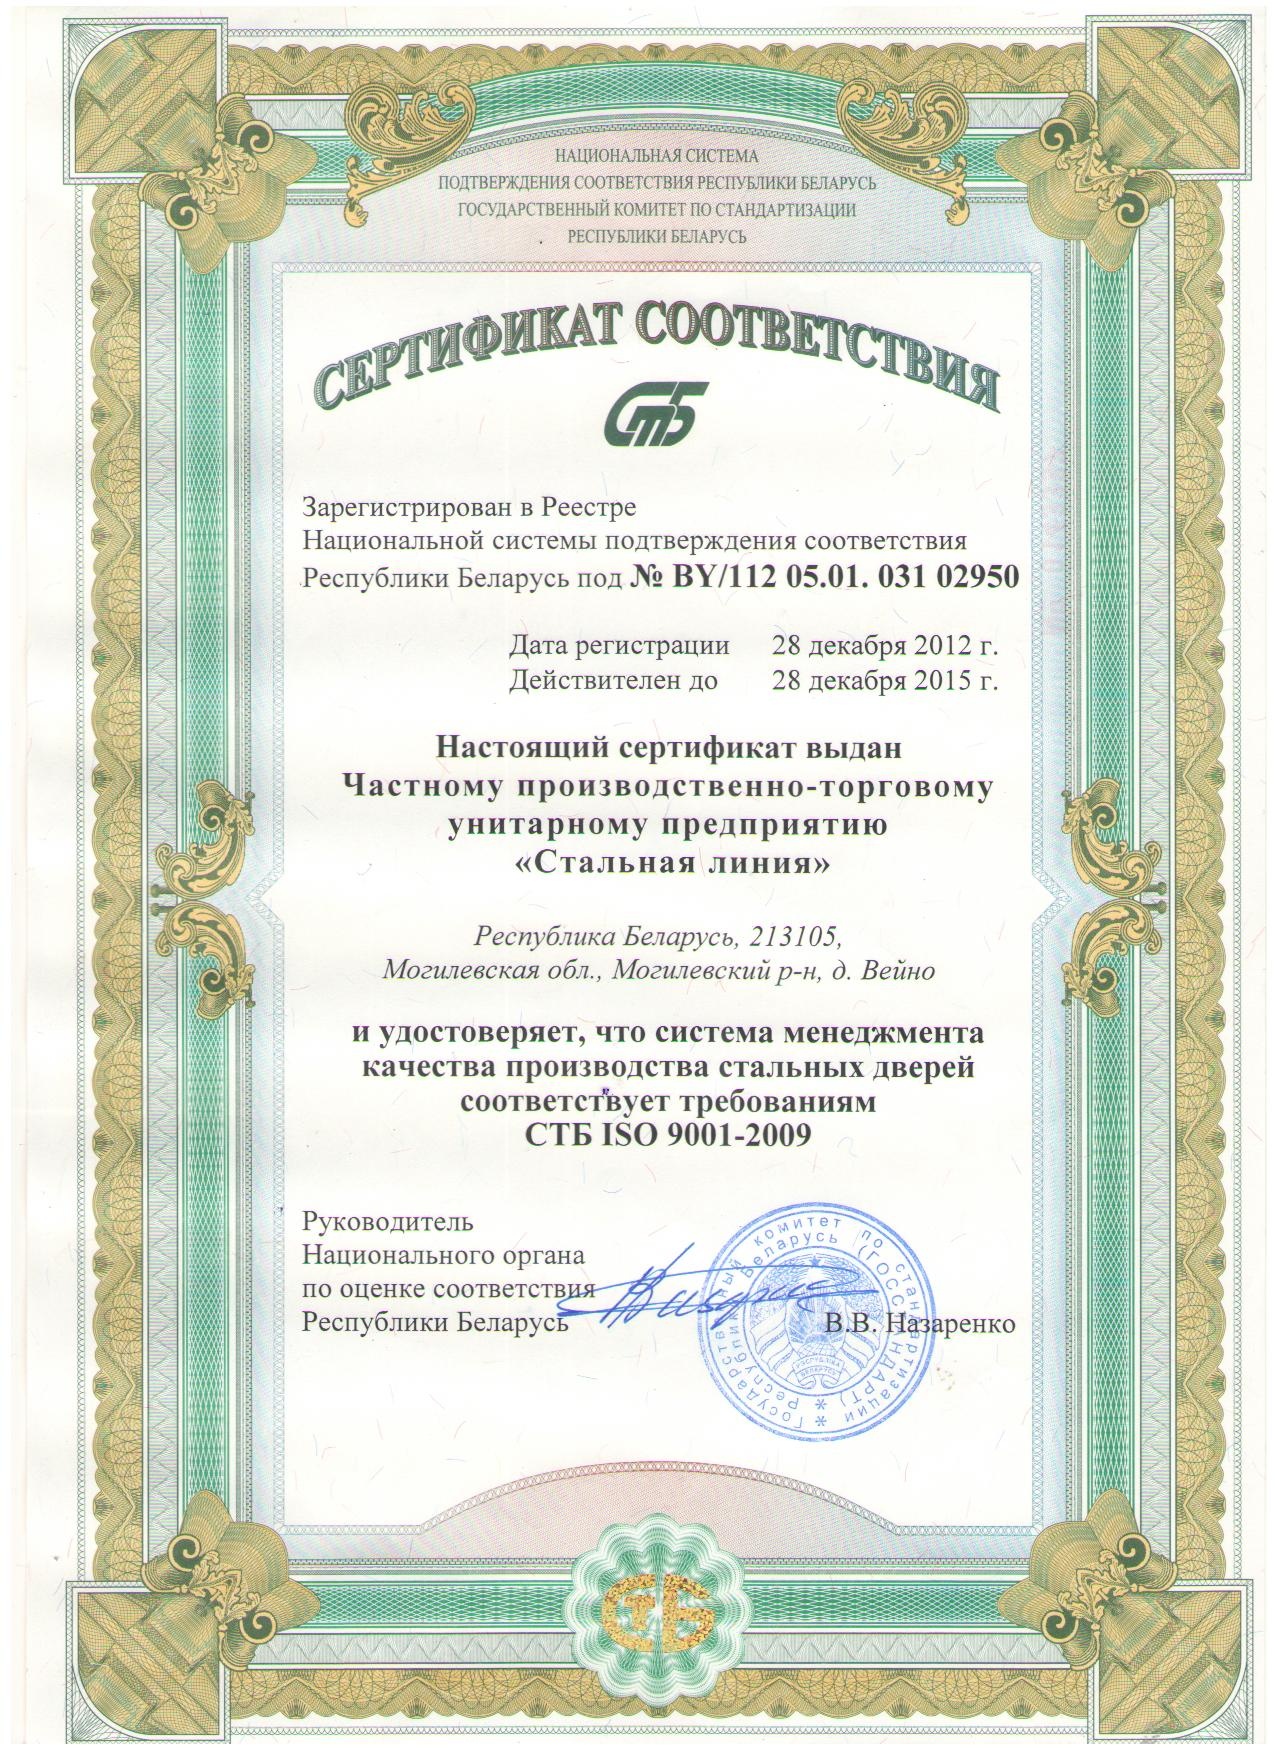 НАЦИОНАЛЬНАЯ СИСТЕМА
ПОДТВЕРЖДЕНИЯ СООТВЕТСТВИЯ РЕСПУБЛИКИ БЕЛАРУСЬ
ГОСУДАРСТВЕННЫЙ КОМИТЕТ ПО СТАНДАРТИЗАЦИИ
РЕСПУБЛИКИ БЕЛАРУСЬ
СЕРТИФИКАТ СООТВЕТСТВИЯ
СТБ
Зарегистрирован в Реестре
Национальной системы подтверждения соответствия
Республики Беларусь под № BY/112 05.01. 031 02950
Дата регистрации 28 декабря 2012 г.
Действителен до 28 декабря 2015 г.
Настоящий сертификат выдан
Частному производственно-торговому
унитарному предприятию
«Стальная линия»
Республика Беларусь, 213105,
Могилевская обл., Могилевский р-н, д. Вейно
и удостоверяет, что система менеджмента
качества производства стальных дверей
соответствует требованиям
СТБ ISO 9001-2009
Руководитель
Национального органа
по оценке соответствия
Республики Беларусь
В.В. Назаренко
Государственный комитет по стандартизации
Республики Беларусь (ГОССТАНДАРТ)
РЭСПУБЛІКА
БЕЛАРУСЬ
СТБ